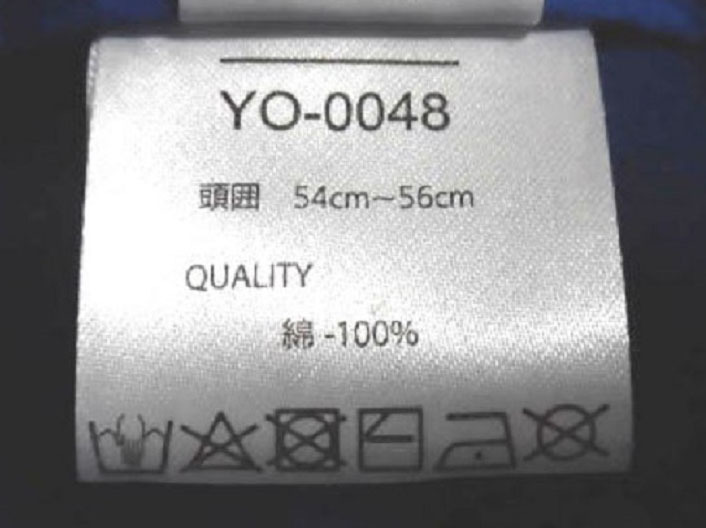 YO-0048
頭囲 54cm～56cm
QUALITY
綿 -100%